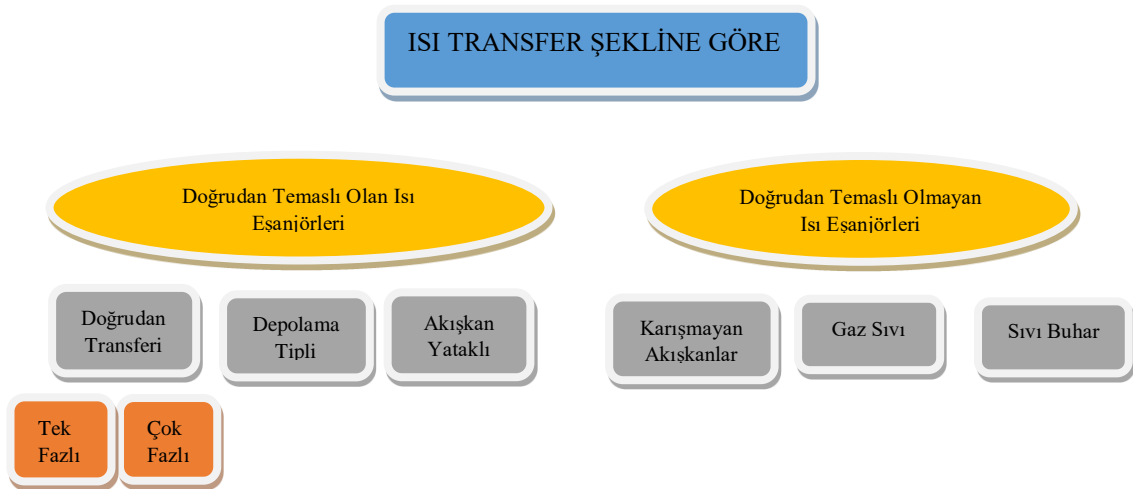 ISI TRANSFER ŞEKLİNE GÖRE
Doğrudan Temaslı Olan Isı
Eşanjörleri
Doğrudan Temaslı Olmayan
Isı Eşanjörleri
Doğrudan
Transferi
Depolama
Tipli
Akışkan
Yataklı
Karışmayan
Akışkanlar
Gaz Sıvı
Sıvı Buhar
Tek
Fazlı
Çok
Fazlı